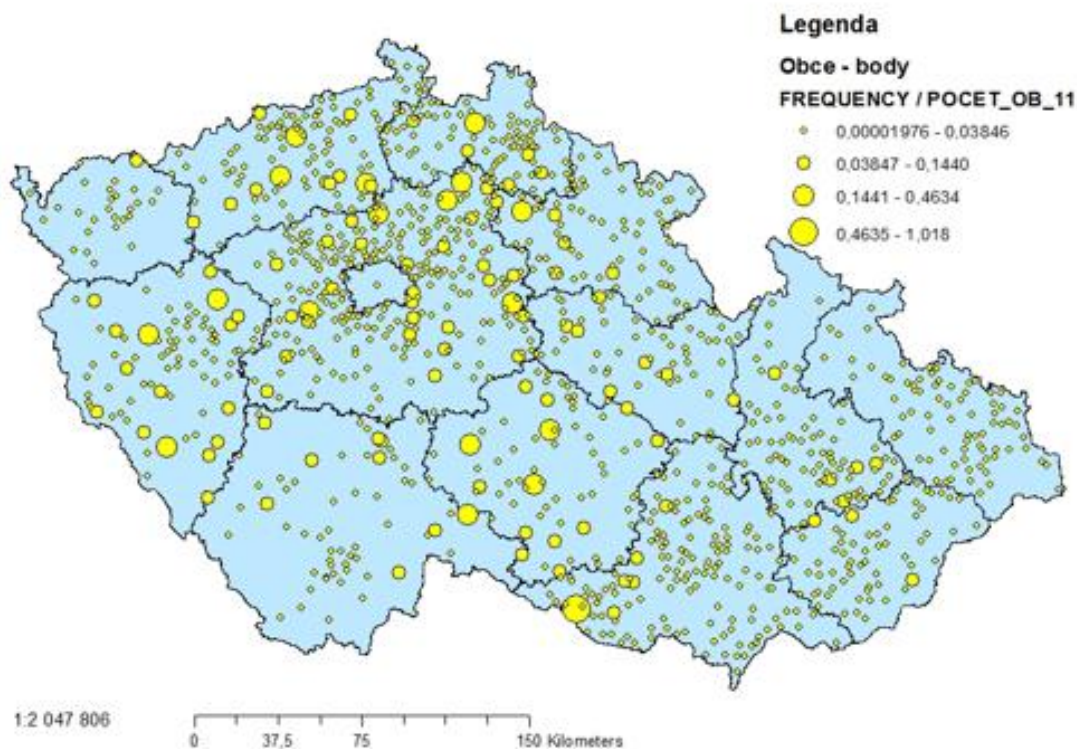 Legenda
Obce - body
FREQUENCY / POCET_OB_11
0,00001976 - 0,03846
0,03847 - 0,1440
0,1441 - 0,4634
0,4635 - 1,018
1:2 047 806
0 37,5 75 150 Kilometers